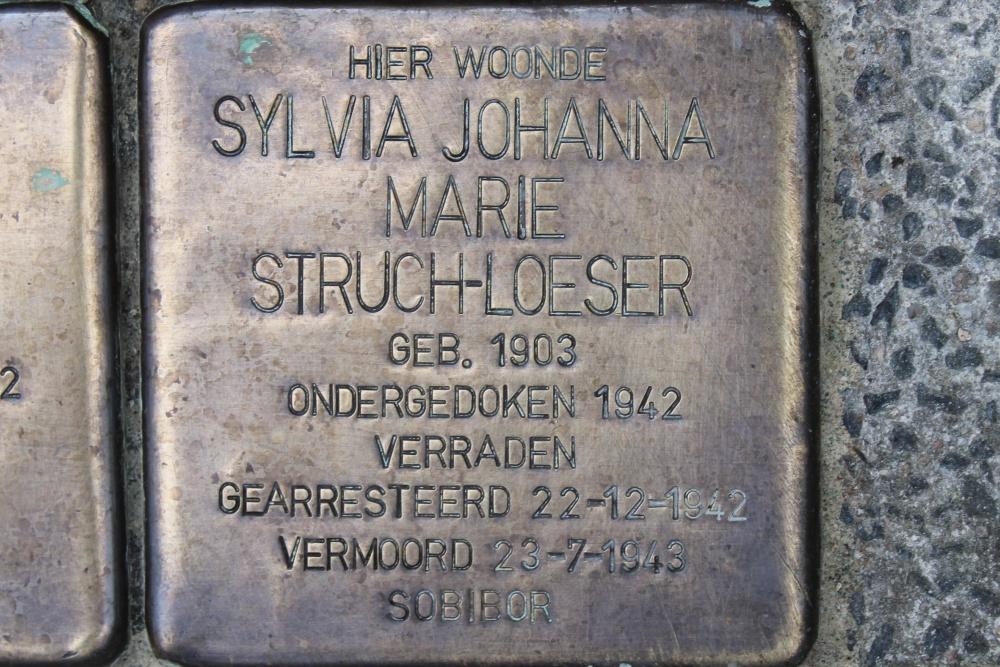 HIER WOONDE
SYLVIA JOHANNA
MARIE
STRUCH-LOESER
GEB. 1903
ONDERGEDOKEN 1942
VERRADEN
GEARRESTEERD 22-12-1942
VERMOORD 23-7-1943
SOBIBOR
2